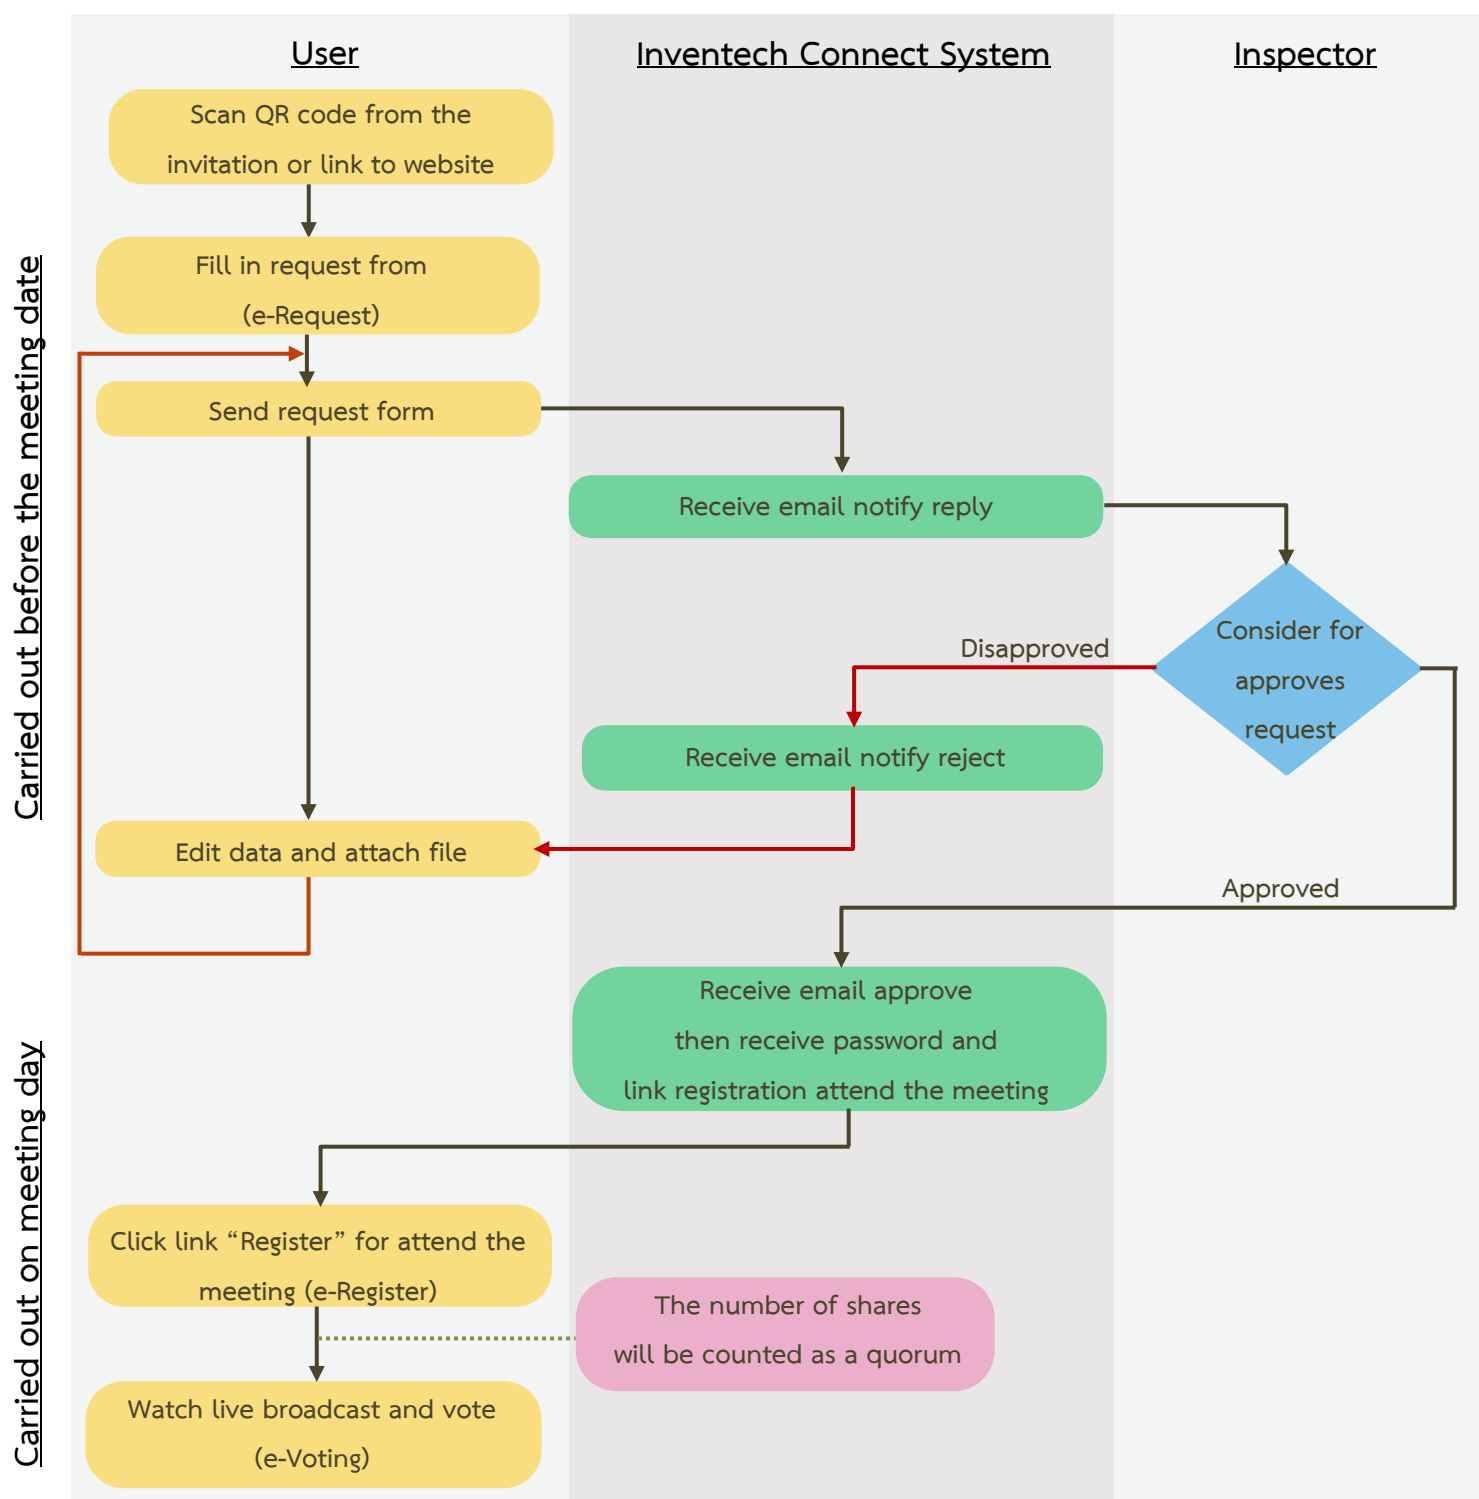 User
Inventech Connect System
Inspector
Scan QR code from the
invitation or link to website
Fill in request from
(e-Request)
Send request form
Receive email notify reply
Consider for
approves
request
Disapproved
Receive email notify reject
Edit data and attach file
Approved
Receive email approve
then receive password and
link registration attend the meeting
Click link “Register” for attend the
meeting (e-Register)
The number of shares
will be counted as a quorum
Watch live broadcast and vote
(e-Voting)
Carried out before the meeting date
Carried out on meeting day